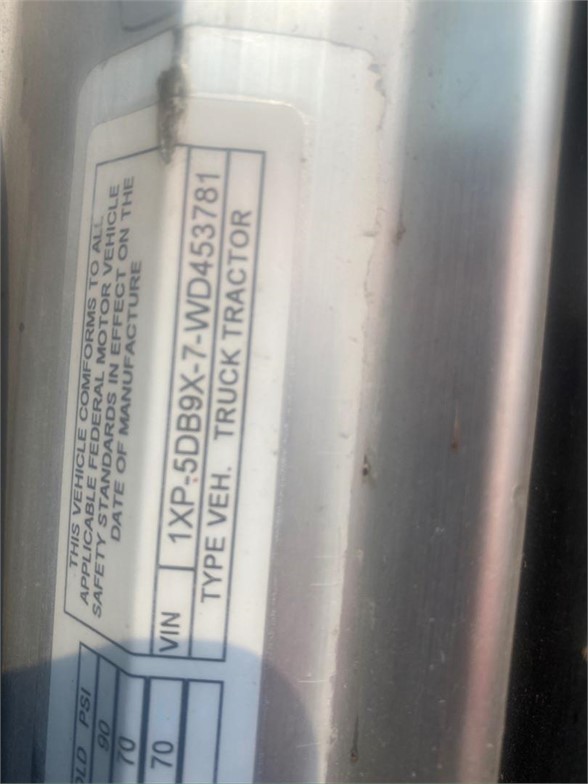 THIS VEHICLE COMFORMS TO ALL
APPLICABLE FEDERAL MOTOR VEHICLE
SAFETY STANDARDS IN EFFECT ON THE
DATE OF MANUFACTURE
VIN 1XP-5DB9X-7-WD453781
TYPE VEH. TRUCK TRACTOR
OLD PSI
90
70
70